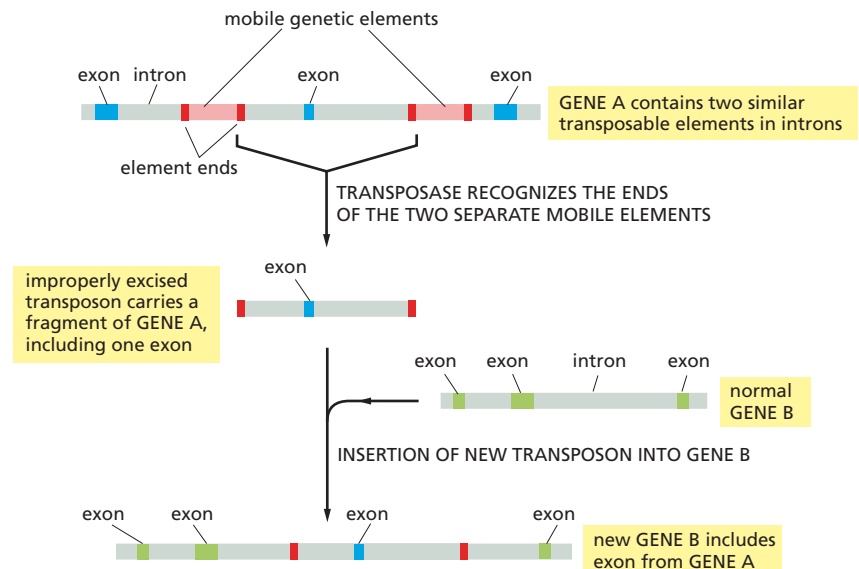 mobile genetic elements
exon intron exon exon
GENE A contains two similar
transposable elements in introns
element ends
TRANSPOSASE RECOGNIZES THE ENDS
OF THE TWO SEPARATE MOBILE ELEMENTS
exon
improperly excised
transposon carries a
fragment of GENE A,
including one exon
exon exon intron exon
normal
GENE B
INSERTION OF NEW TRANSPOSON INTO GENE B
exon exon exon exon
new GENE B includes
exon from GENE A